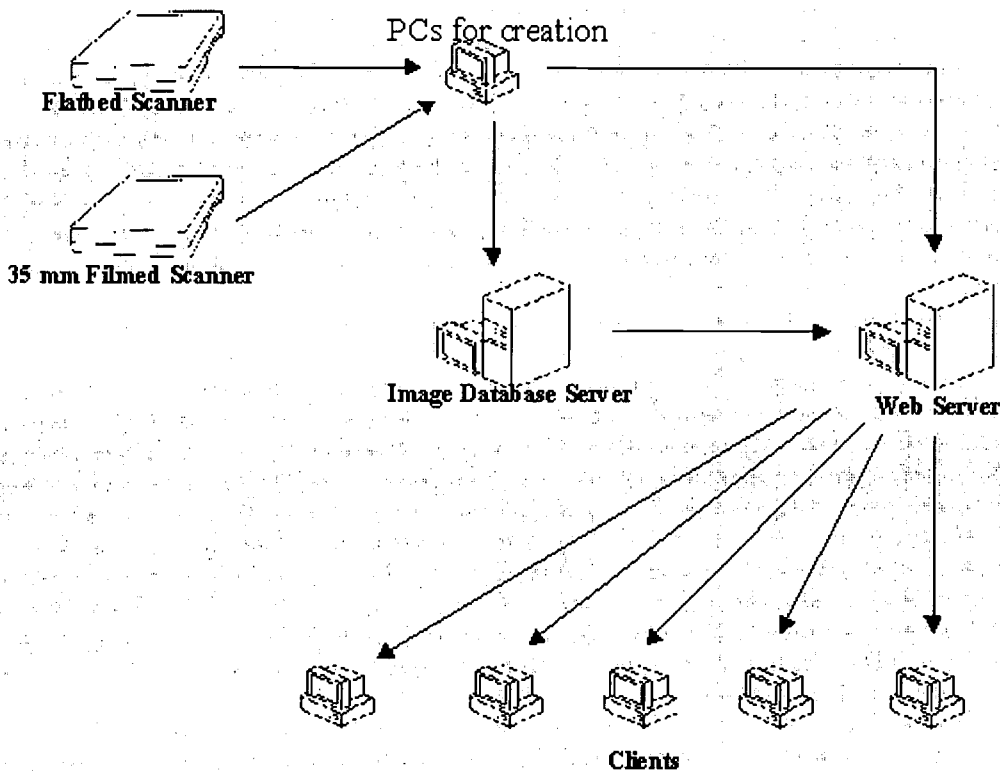 PCs for creation
Flatbed Scanner
35 mm Filmed Scanner
Image Database Server
Web Server
Clients